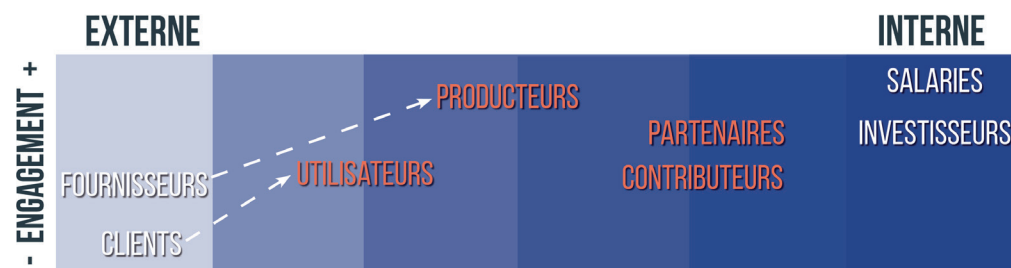 EXTERNE
INTERNE
- ENGAGEMENT +
SALARIES
PRODUCTEURS
PARTENAIRES
INVESTISSEURS
FOURNISSEURS
UTILISATEURS
CONTRIBUTEURS
CLIENTS